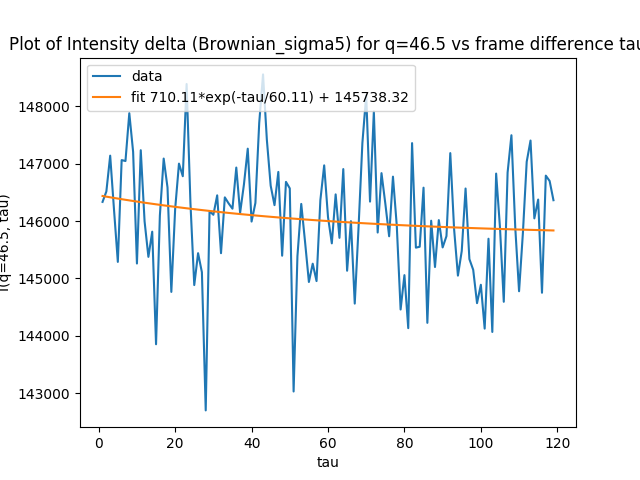 Plot of Intensity delta (Brownian_sigma5) for q=46.5 vs frame difference tau
data
fit 710.11*exp(-tau/60.11) + 145738.32
148000
147000
146000
145000
144000
143000
I(q=46.5, tau)
0 20 40 60 80 100 120
tau